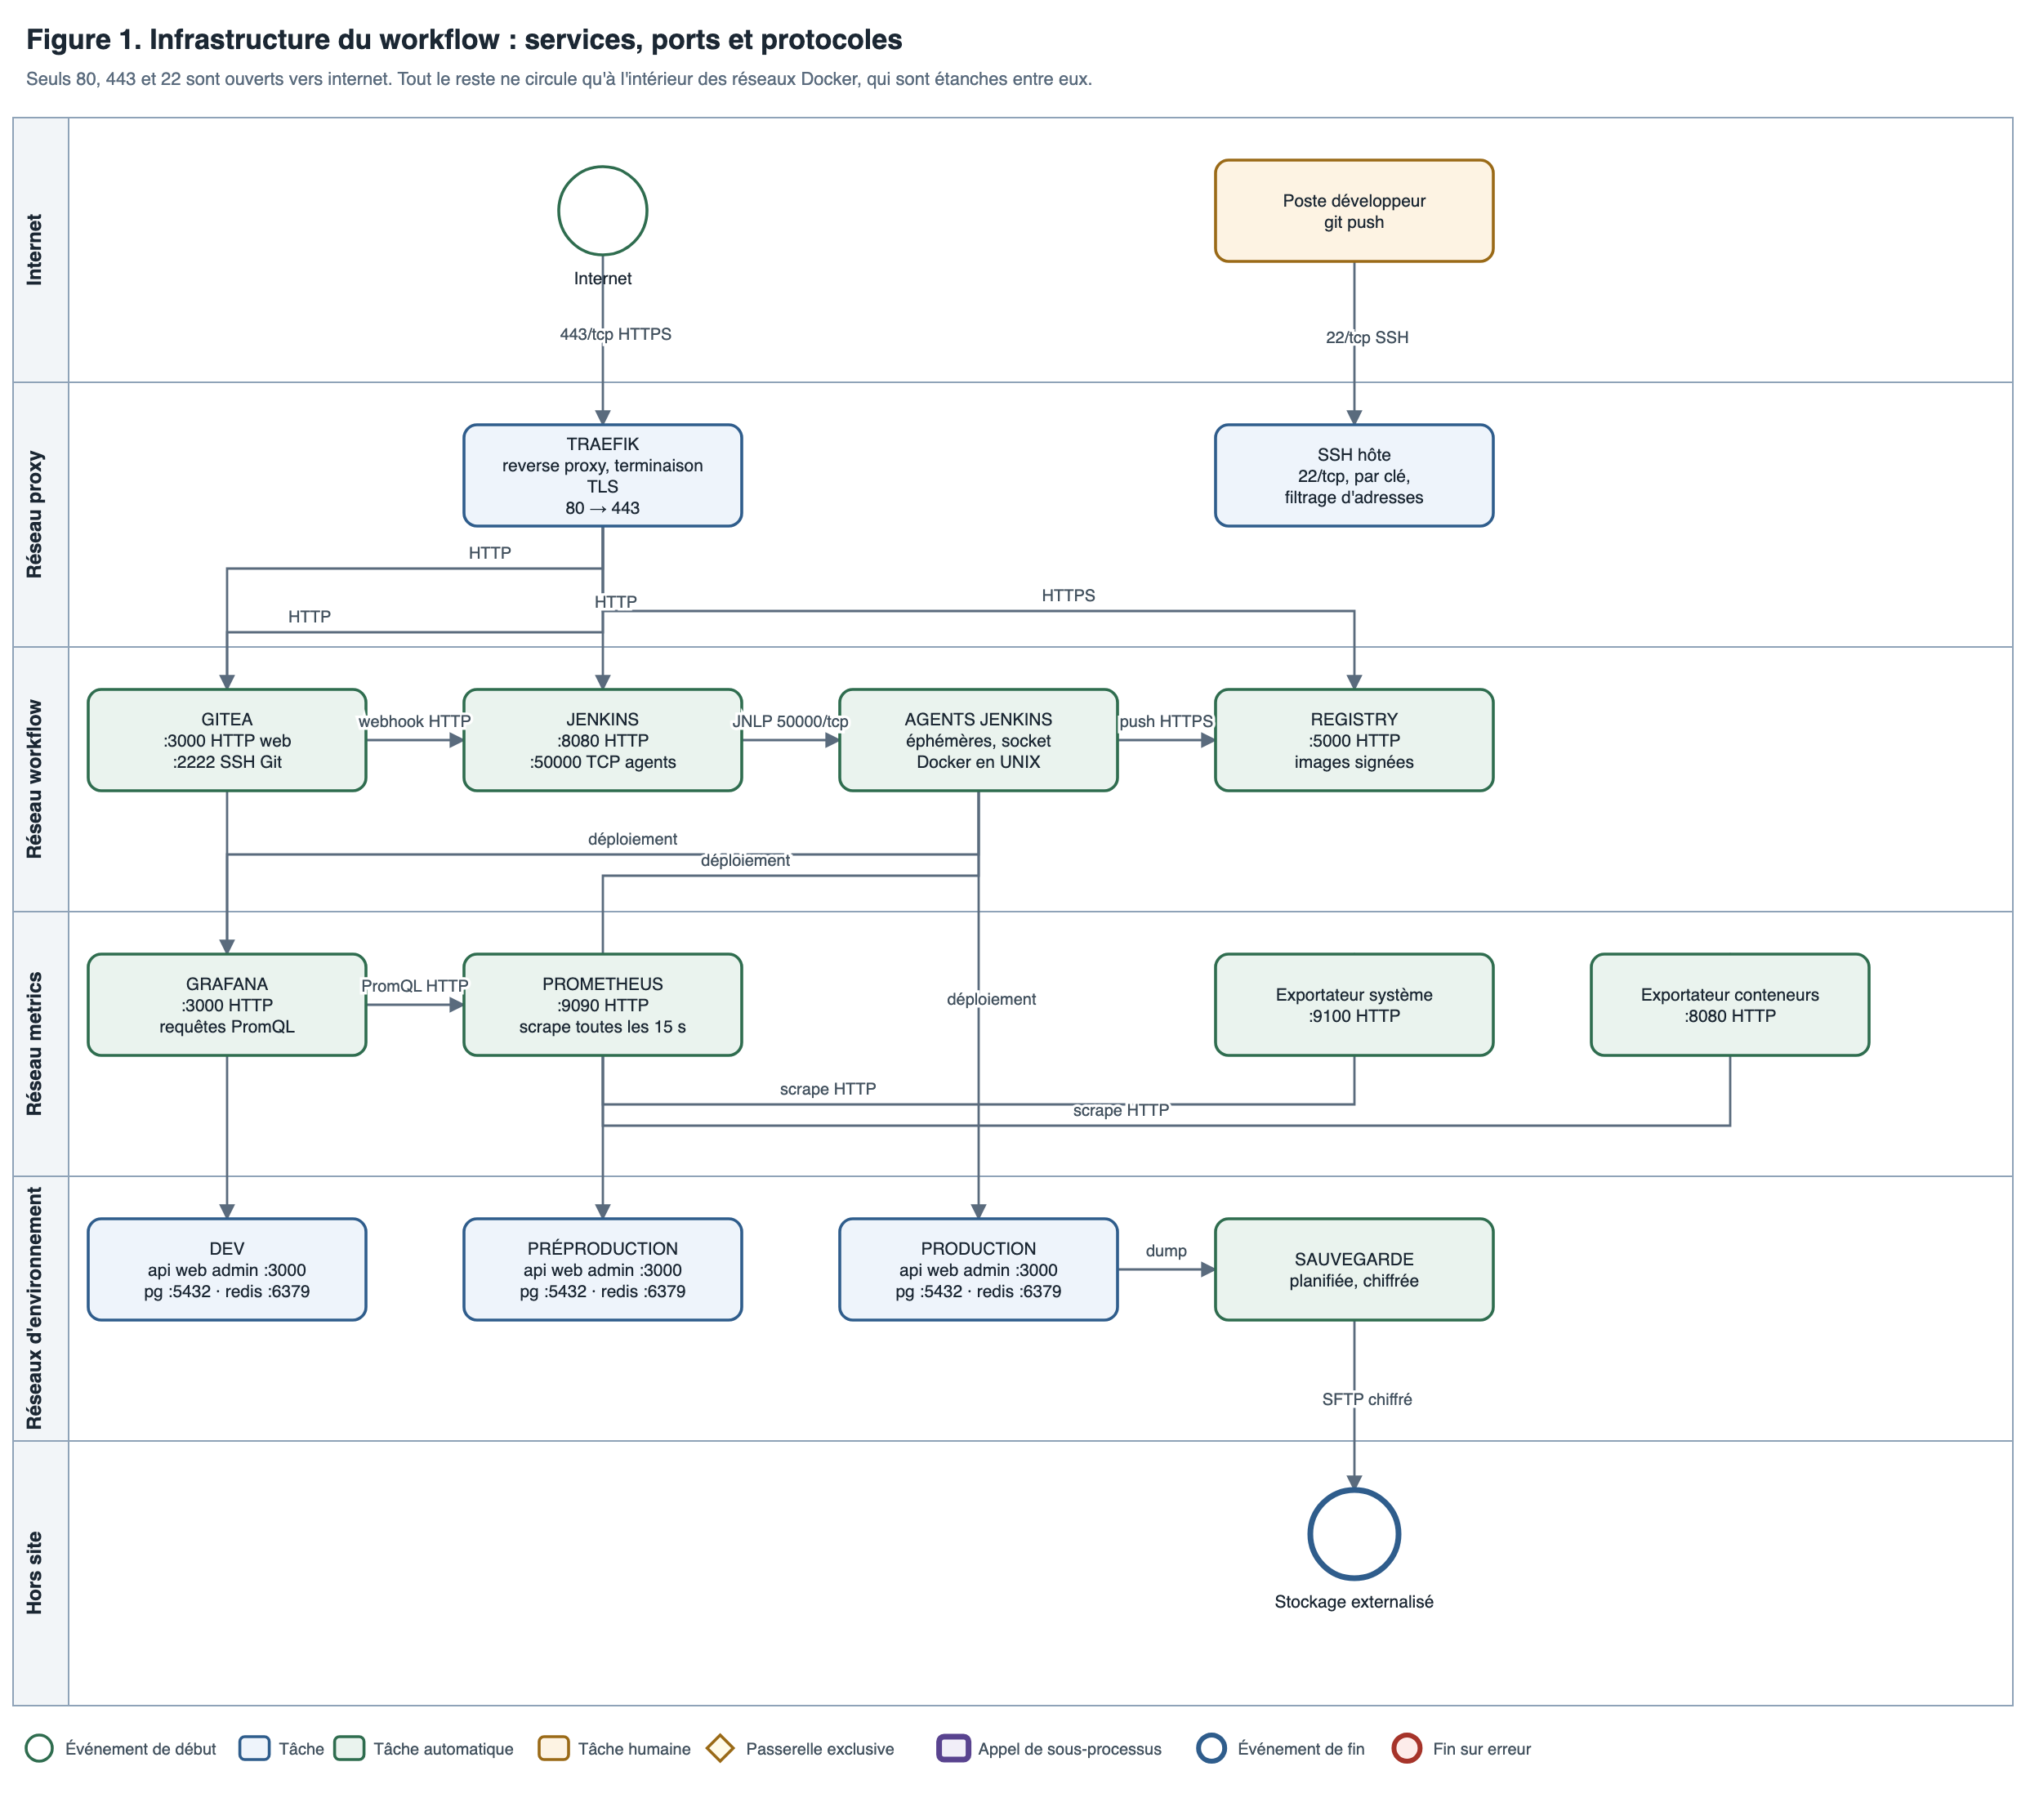 Figure 1. Infrastructure du workflow : services, ports et protocoles
Seuls 80, 443 et 22 sont ouverts vers internet. Tout le reste ne circule qu'à l'intérieur des réseaux Docker, qui sont étanches entre eux.
Internet
Internet
443/tcp HTTPS
Poste développeur
git push
22/tcp SSH
Réseau proxy
TRAEFIK
reverse proxy, terminaison
TLS
80 → 443
SSH hôte
22/tcp, par clé,
filtrage d'adresses
HTTP
HTTP
HTTP
HTTPS
Réseau workflow
GITEA
:3000 HTTP web
:2222 SSH Git
webhook HTTP
JENKINS
:8080 HTTP
:50000 TCP agents
JNLP 50000/tcp
AGENTS JENKINS
éphémères, socket
Docker en UNIX
push HTTPS
REGISTRY
:5000 HTTP
images signées
déploiement
déploiement
Réseau metrics
GRAFANA
:3000 HTTP
requêtes PromQL
PromQL HTTP
PROMETHEUS
:9090 HTTP
scrape toutes les 15 s
déploiement
Exportateur système
:9100 HTTP
Exportateur conteneurs
:8080 HTTP
scrape HTTP
scrape HTTP
Réseaux d'environnement
DEV
api web admin :3000
pg :5432 · redis :6379
PRÉPRODUCTION
api web admin :3000
pg :5432 · redis :6379
PRODUCTION
api web admin :3000
pg :5432 · redis :6379
dump
SAUVEGARDE
planifiée, chiffrée
SFTP chiffré
Hors site
Stockage externalisé
Événement de début
Tâche
Tâche automatique
Tâche humaine
Passerelle exclusive
Appel de sous-processus
Événement de fin
Fin sur erreur